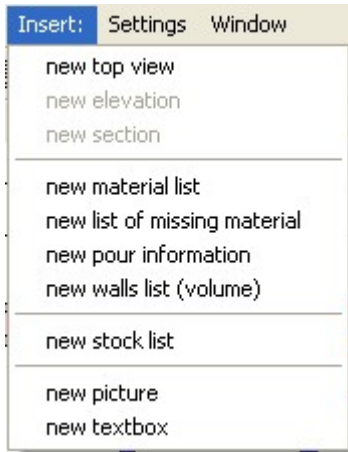 Insert: Settings Window
new top view
new elevation
new section
new material list
new list of missing material
new pour information
new walls list (volume)
new stock list
new picture
new textbox